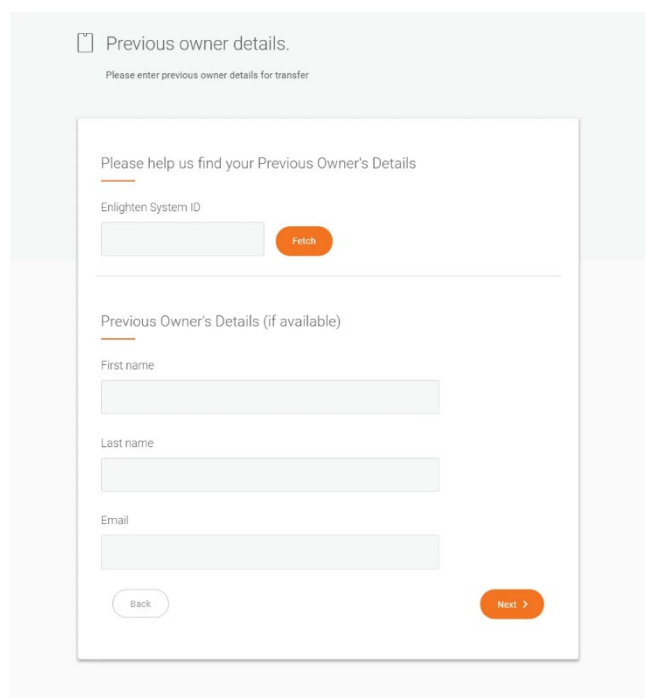 Previous owner details.
Please enter previous owner details for transfer
Please help us find your Previous Owner's Details
Enlighten System ID
Fetch
Previous Owner's Details (if available)
First name
Last name
Email
Back
Next